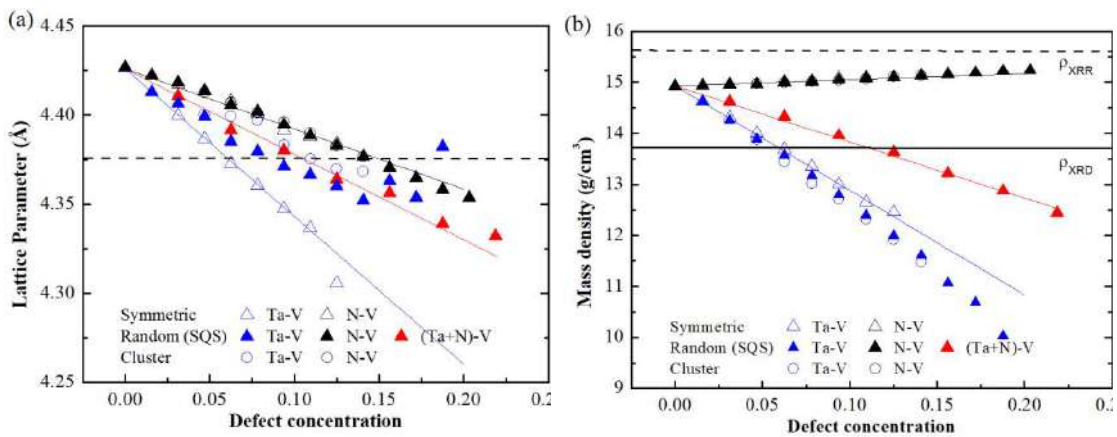 (a)
4.45
4.40
4.35
4.30
4.25
Lattice Parameter (Å)
Symmetric Ta-V N-V
Random (SQS) Ta-V N-V (Ta+N)-V
Cluster Ta-V N-V
0.00 0.05 0.10 0.15 0.20
Defect concentration
(b)
16
15
14
13
12
11
10
9
Mass density (g/cm³)
ρXRR
ρXRD
Symmetric Ta-V N-V
Random (SQS) Ta-V N-V (Ta+N)-V
Cluster Ta-V N-V
0.00 0.05 0.10 0.15 0.20
Defect concentration